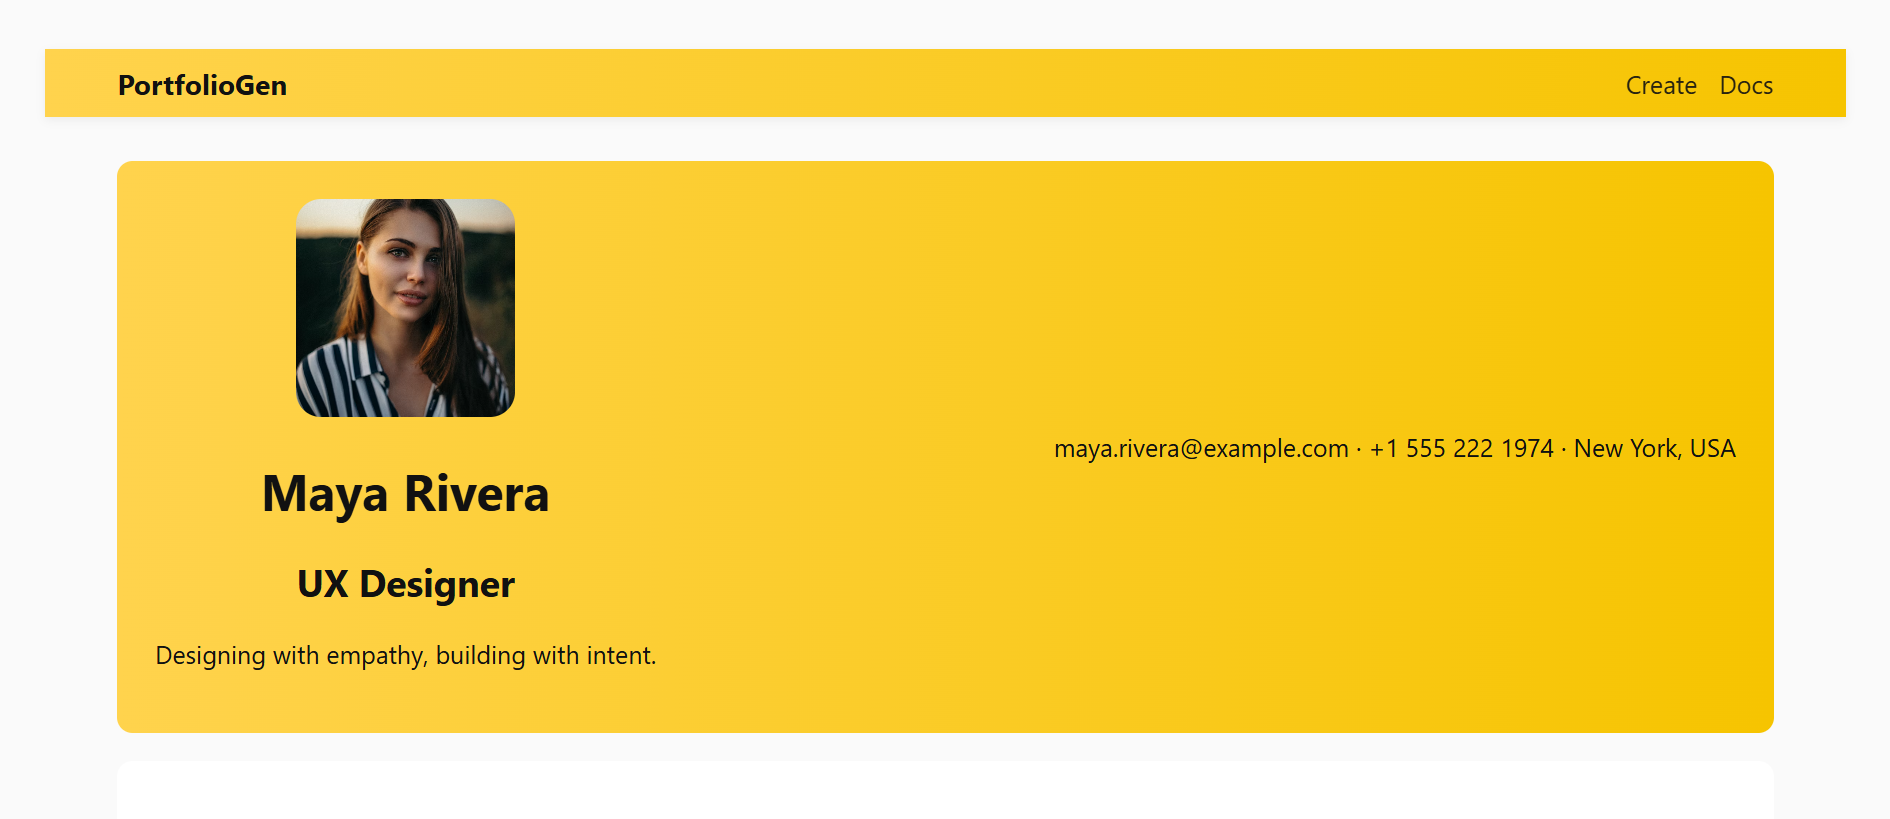 PortfolioGen
Create Docs
Maya Rivera
UX Designer
Designing with empathy, building with intent.
maya.rivera@example.com · +1 555 222 1974 · New York, USA